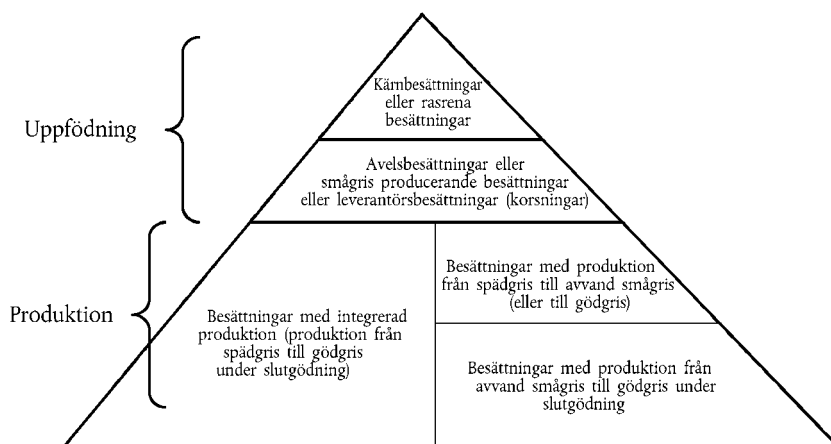 Kärnbesättningar
eller rasrena
besättningar
Uppfödning
Avelsbesättningar eller
smågris producerande besättningar
eller leverantörsbesättningar (korsningar)
Produktion
Besättningar med integrerad
produktion (produktion från
spädgris till gödgris
under slutgödning)
Besättningar med produktion
från spädgris till avvand smågris
(eller till gödgris)
Besättningar med produktion från
avvand smågris till gödgris under
slutgödning